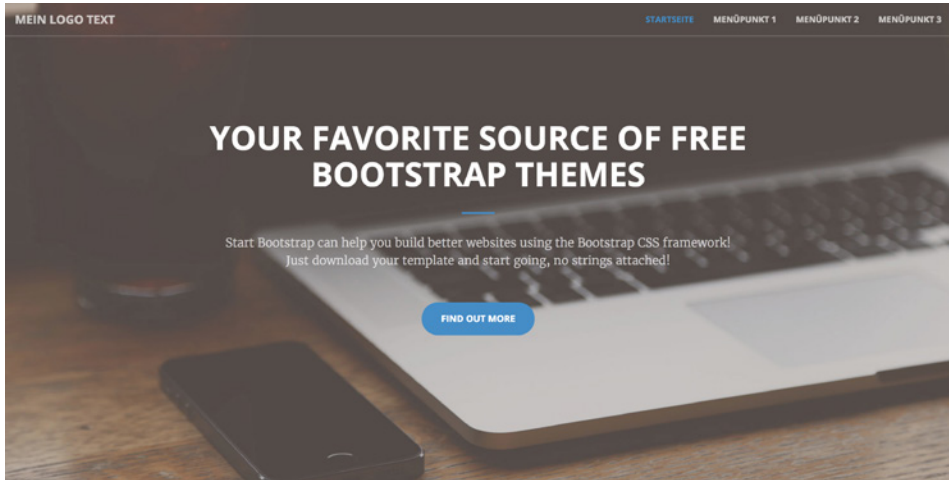 MEIN LOGO TEXT
STARTSEITE MENÜPUNKT 1 MENÜPUNKT 2 MENÜPUNKT 3
YOUR FAVORITE SOURCE OF FREE
BOOTSTRAP THEMES
Start Bootstrap can help you build better websites using the Bootstrap CSS framework!
Just download your template and start going, no strings attached!
FIND OUT MORE